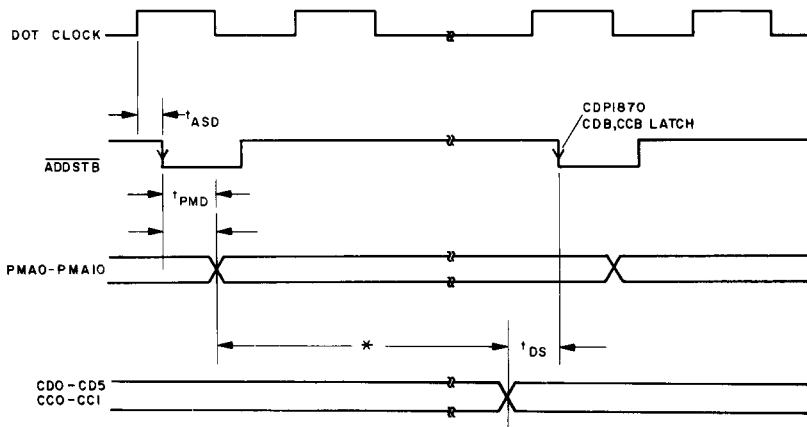 DOT CLOCK
tASD
CDP1870
CDB,CCB LATCH
ADDSTB
tPMD
PMA0-PMA10
*
tDS
CD0-CD5
CC0-CC1